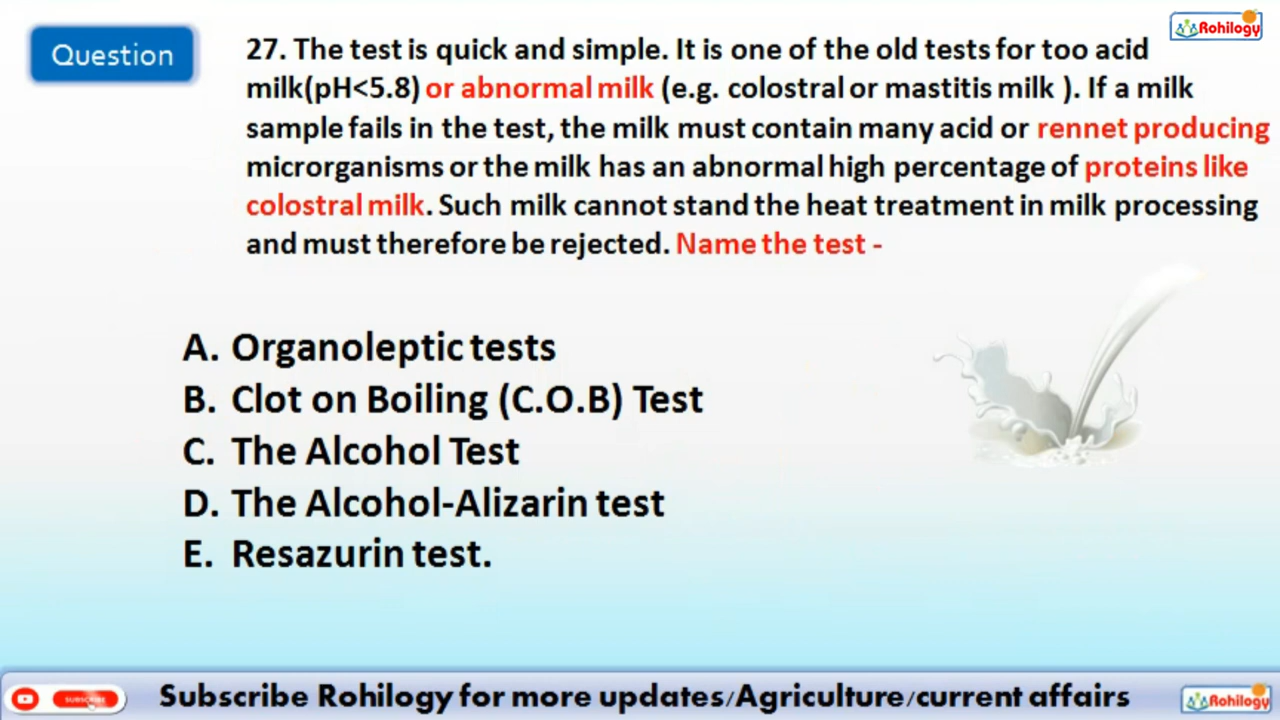 Question
Rohilogy
27. The test is quick and simple. It is one of the old tests for too acid
milk(pH<5.8) or abnormal milk (e.g. colostral or mastitis milk ). If a milk
sample fails in the test, the milk must contain many acid or rennet producing
microrganisms or the milk has an abnormal high percentage of proteins like
colostral milk. Such milk cannot stand the heat treatment in milk processing
and must therefore be rejected. Name the test -
A. Organoleptic tests
B. Clot on Boiling (C.O.B) Test
C. The Alcohol Test
D. The Alcohol-Alizarin test
E. Resazurin test.
SUBSCRIBE
Subscribe Rohilogy for more updates/Agriculture/current affairs
Rohilogy